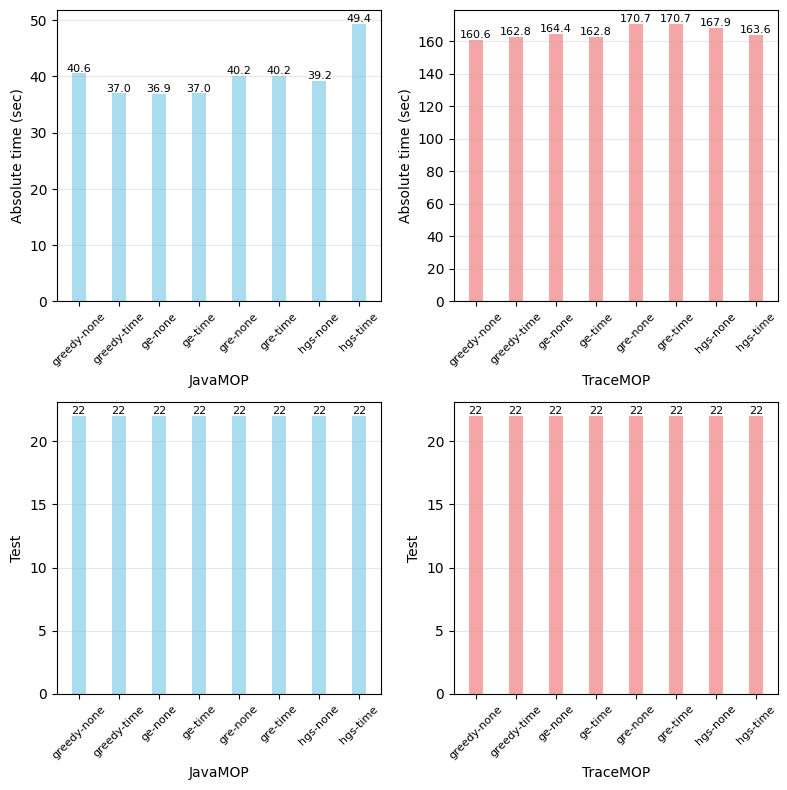 Absolute time (sec)
50
40
30
20
10
0
40.6
37.0
36.9
37.0
40.2
40.2
39.2
49.4
greedy-none
greedy-time
ge-none
ge-time
gre-none
gre-time
hgs-none
hgs-time
JavaMOP
Absolute time (sec)
160
140
120
100
80
60
40
20
0
160.6
162.8
164.4
162.8
170.7
170.7
167.9
163.6
greedy-none
greedy-time
ge-none
ge-time
gre-none
gre-time
hgs-none
hgs-time
TraceMOP
Test
20
15
10
5
0
22
22
22
22
22
22
22
22
greedy-none
greedy-time
ge-none
ge-time
gre-none
gre-time
hgs-none
hgs-time
JavaMOP
Test
20
15
10
5
0
22
22
22
22
22
22
22
22
greedy-none
greedy-time
ge-none
ge-time
gre-none
gre-time
hgs-none
hgs-time
TraceMOP